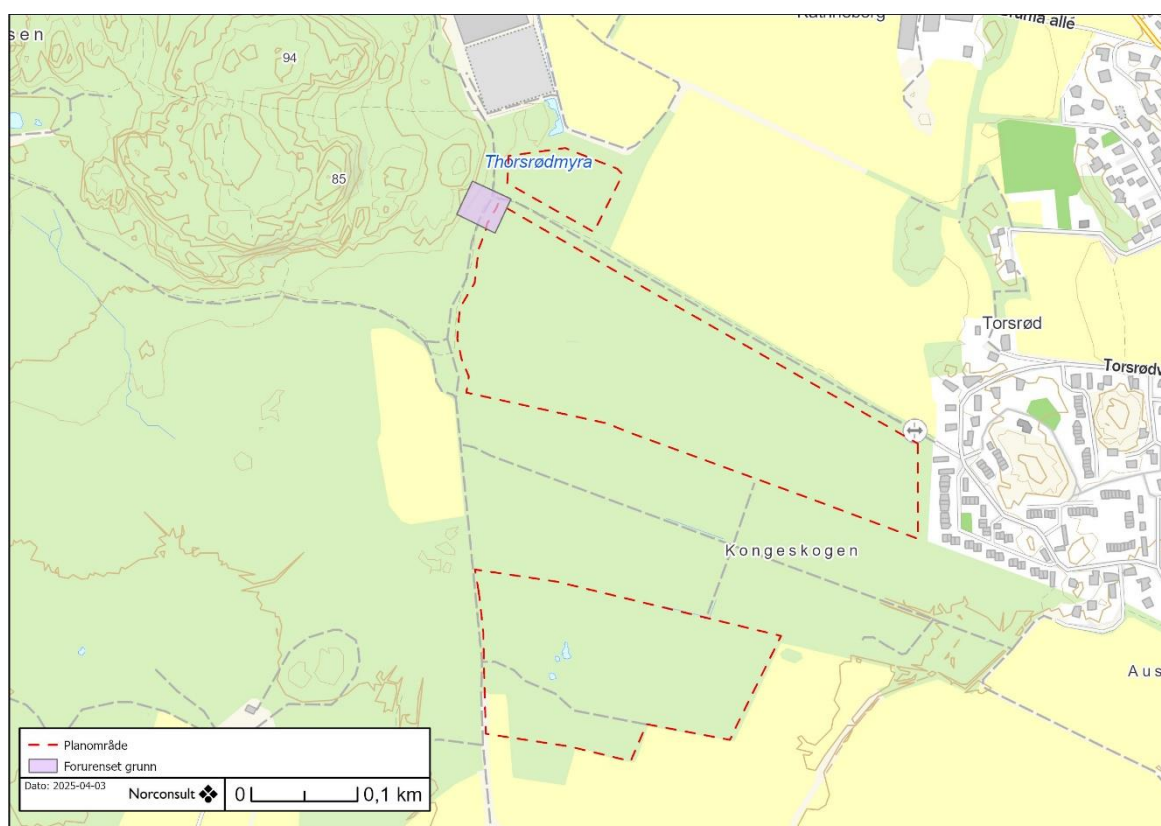 sen
94
allé
85
Thorsrødmyra
Torsrød
Torsrødv
Kongeskogen
Aus
Planområde
Forurenset grunn
Dato: 2025-04-03
Norconsult
0 0,1 km